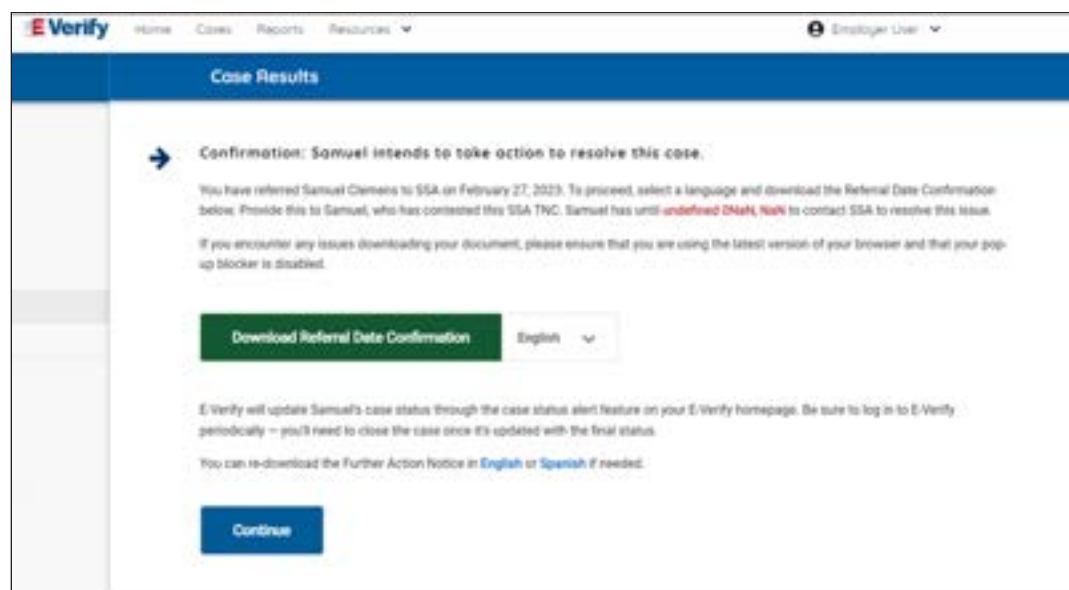 E Verify Home Cases Reports Resources Employer User
Case Results
Confirmation: Samuel intends to take action to resolve this case.
You have referred Samuel Clemens to SSA on February 27, 2023. To proceed, select a language and download the Referral Date Confirmation
below. Provide this to Samuel, who has contested this SSA TNC. Samuel has until undefined 0NaN, NaN to contact SSA to resolve this issue.
If you encounter any issues downloading your document, please ensure that you are using the latest version of your browser and that your pop-
up blocker is disabled.
Download Referral Date Confirmation English
E-Verify will update Samuel's case status through the case status alert feature on your E-Verify homepage. Be sure to log in to E-Verify
periodically — you'll need to close the case once it's updated with the final status.
You can re-download the Further Action Notice in English or Spanish if needed.
Continue